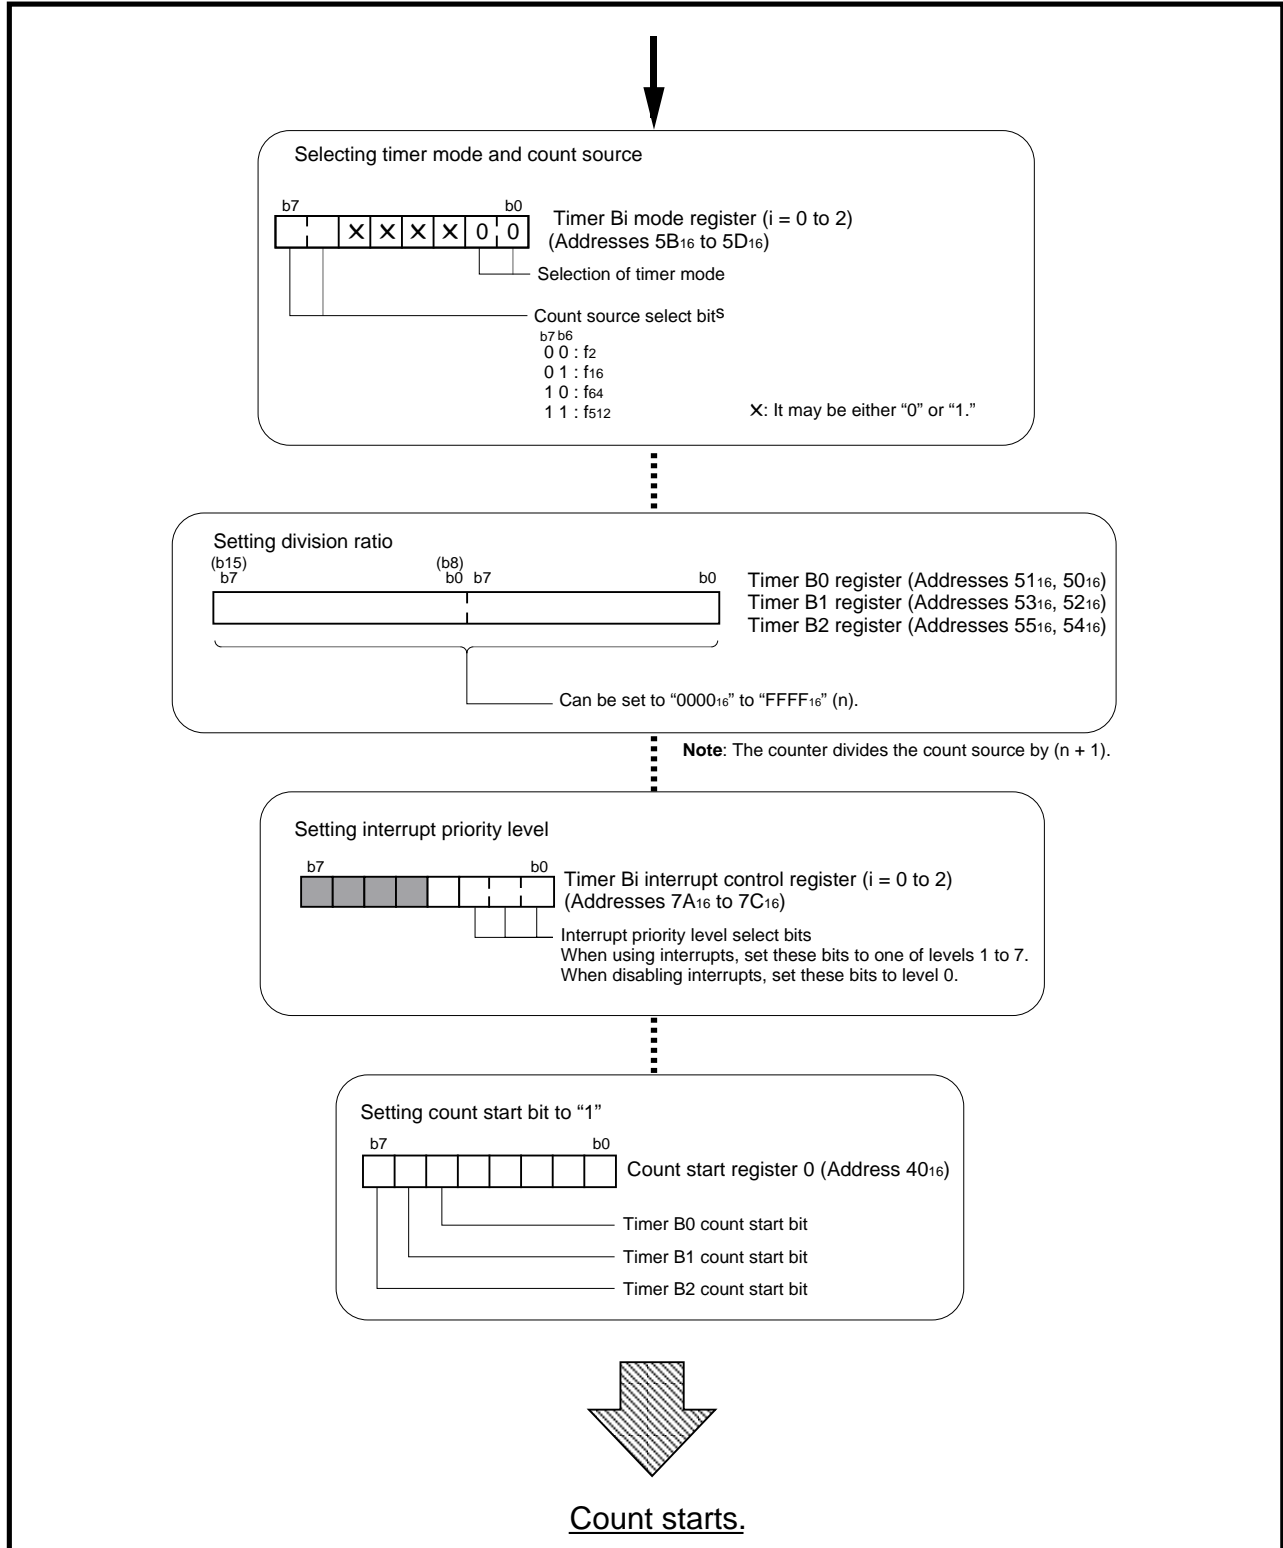 Selecting timer mode and count source
b7 b0
X X X X 0 0
Timer Bi mode register (i = 0 to 2)
(Addresses 5B16 to 5D16)
Selection of timer mode
Count source select bits
b7 b6
0 0 : f2
0 1 : f16
1 0 : f64
1 1 : f512
X: It may be either “0” or “1.”
Setting division ratio
(b15) (b8)
b7 b0 b7 b0
Timer B0 register (Addresses 5116, 5016)
Timer B1 register (Addresses 5316, 5216)
Timer B2 register (Addresses 5516, 5416)
Can be set to “000016” to “FFFF16” (n).
Note: The counter divides the count source by (n + 1).
Setting interrupt priority level
b7 b0
Timer Bi interrupt control register (i = 0 to 2)
(Addresses 7A16 to 7C16)
Interrupt priority level select bits
When using interrupts, set these bits to one of levels 1 to 7.
When disabling interrupts, set these bits to level 0.
Setting count start bit to “1”
b7 b0
Count start register 0 (Address 4016)
Timer B0 count start bit
Timer B1 count start bit
Timer B2 count start bit
Count starts.